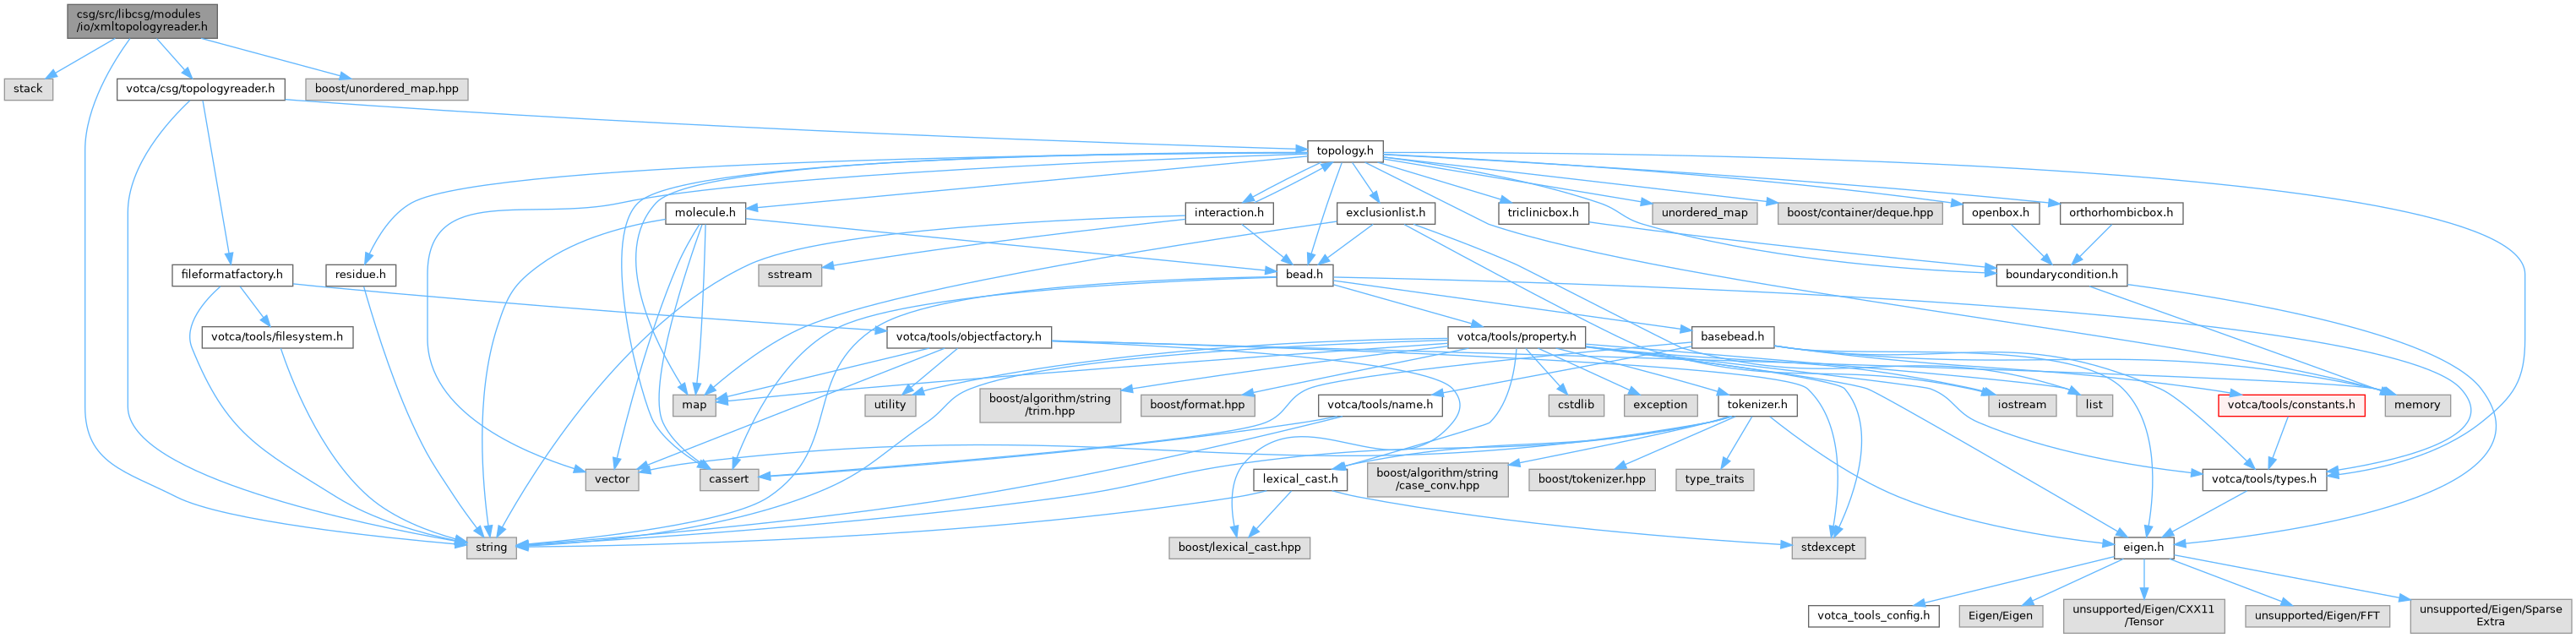 csg/src/libcsg/modules
/io/xmltopologyreader.h
stack
votca/csg/topologyreader.h
boost/unordered_map.hpp
topology.h
molecule.h
interaction.h
exclusionlist.h
triclinicbox.h
unordered_map
boost/container/deque.hpp
openbox.h
orthorhombicbox.h
fileformatfactory.h
residue.h
sstream
bead.h
boundarycondition.h
votca/tools/filesystem.h
votca/tools/objectfactory.h
votca/tools/property.h
basebead.h
map
utility
boost/algorithm/string
/trim.hpp
boost/format.hpp
votca/tools/name.h
cstdlib
exception
tokenizer.h
iostream
list
votca/tools/constants.h
memory
vector
cassert
lexical_cast.h
boost/algorithm/string
/case_conv.hpp
boost/tokenizer.hpp
type_traits
votca/tools/types.h
string
boost/lexical_cast.hpp
stdexcept
eigen.h
votca_tools_config.h
Eigen/Eigen
unsupported/Eigen/CXX11
/Tensor
unsupported/Eigen/FFT
unsupported/Eigen/Sparse
Extra